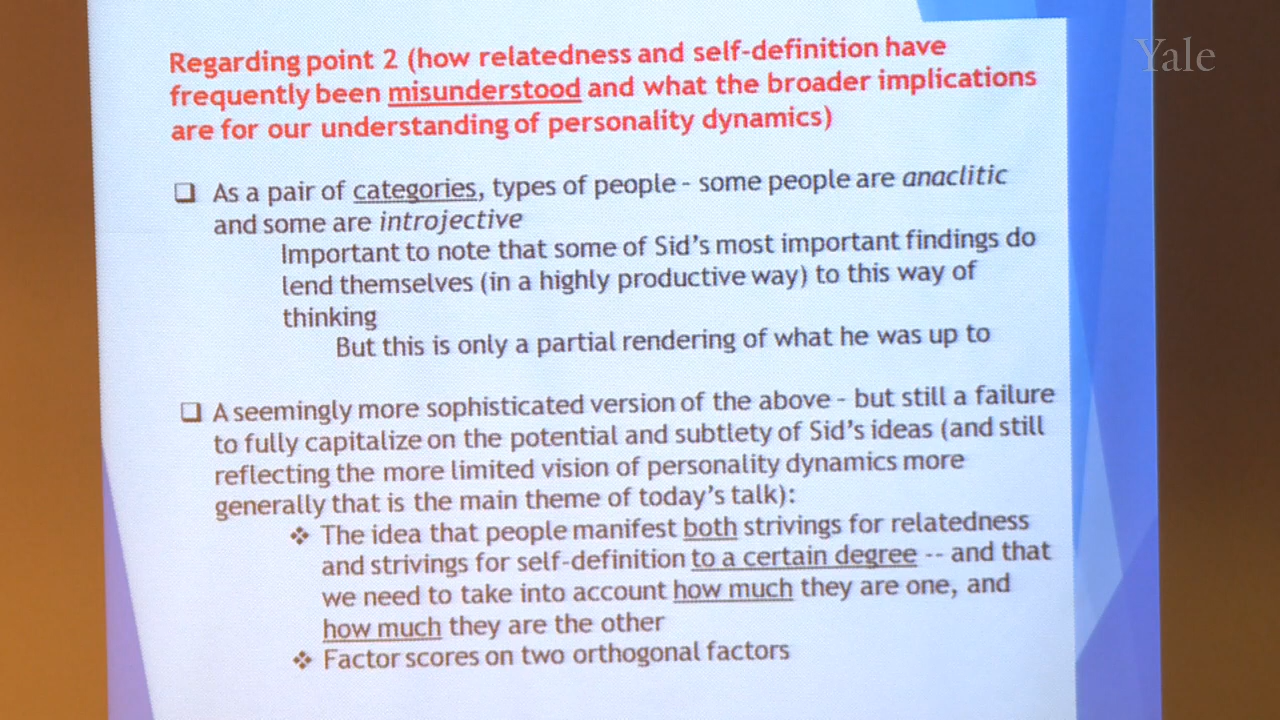 Yale
Regarding point 2 (how relatedness and self-definition have
frequently been misunderstood and what the broader implications
are for our understanding of personality dynamics)
❑ As a pair of categories, types of people - some people are anaclitic
and some are introjective
Important to note that some of Sid's most important findings do
lend themselves (in a highly productive way) to this way of
thinking
But this is only a partial rendering of what he was up to
❑ A seemingly more sophisticated version of the above - but still a failure
to fully capitalize on the potential and subtlety of Sid's ideas (and still
reflecting the more limited vision of personality dynamics more
generally that is the main theme of today's talk):
❖ The idea that people manifest both strivings for relatedness
and strivings for self-definition to a certain degree -- and that
we need to take into account how much they are one, and
how much they are the other
❖ Factor scores on two orthogonal factors